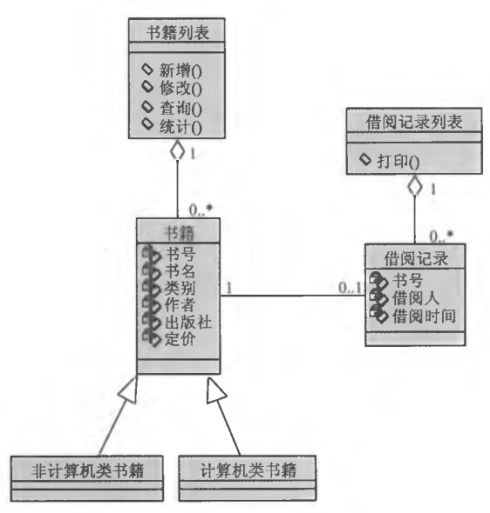 书籍列表
新增()
修改()
查询()
统计()
1
0..*
借阅记录列表
打印()
1
0..*
书籍
书号
书名
类别
作者
出版社
定价
1
0..1
借阅记录
书号
借阅人
借阅时间
非计算机类书籍
计算机类书籍